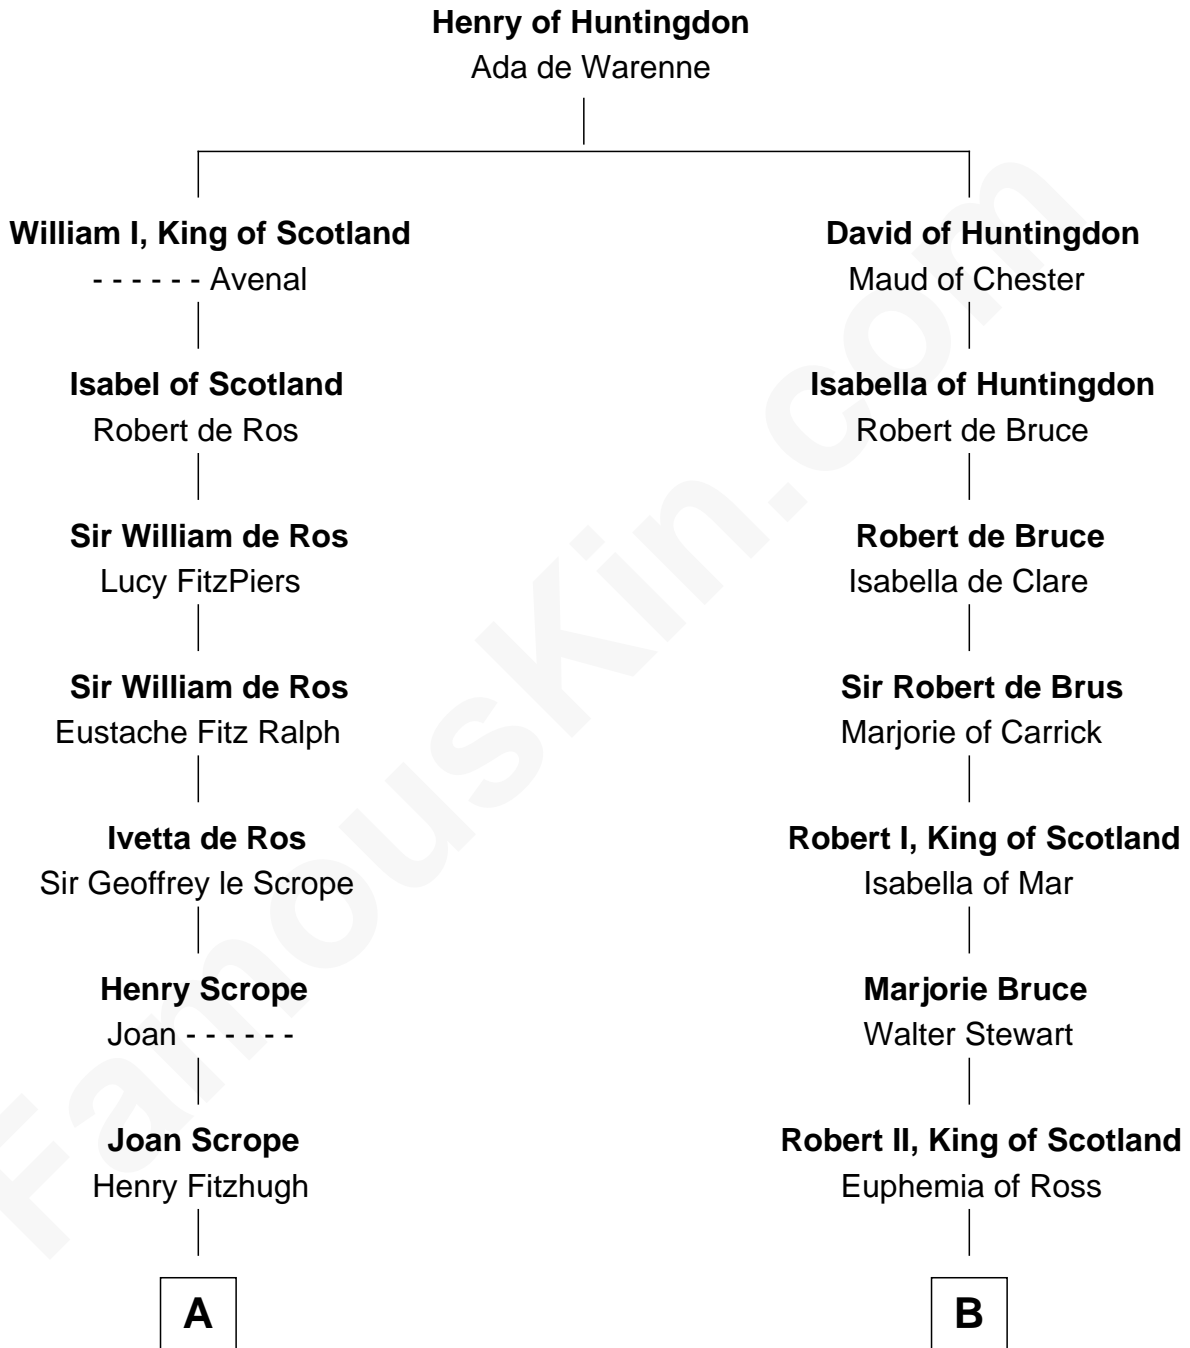 Henry of Huntingdon
Ada de Warenne
William I, King of Scotland
- - - - - - Avenal
Isabel of Scotland
Robert de Ros
Sir William de Ros
Lucy FitzPiers
Sir William de Ros
Eustache Fitz Ralph
Ivetta de Ros
Sir Geoffrey le Scrope
Henry Scrope
Joan - - - - - -
Joan Scrope
Henry Fitzhugh
A
David of Huntingdon
Maud of Chester
Isabella of Huntingdon
Robert de Bruce
Robert de Bruce
Isabella de Clare
Sir Robert de Brus
Marjorie of Carrick
Robert I, King of Scotland
Isabella of Mar
Marjorie Bruce
Walter Stewart
Robert II, King of Scotland
Euphemia of Ross
B
FamousKin.com